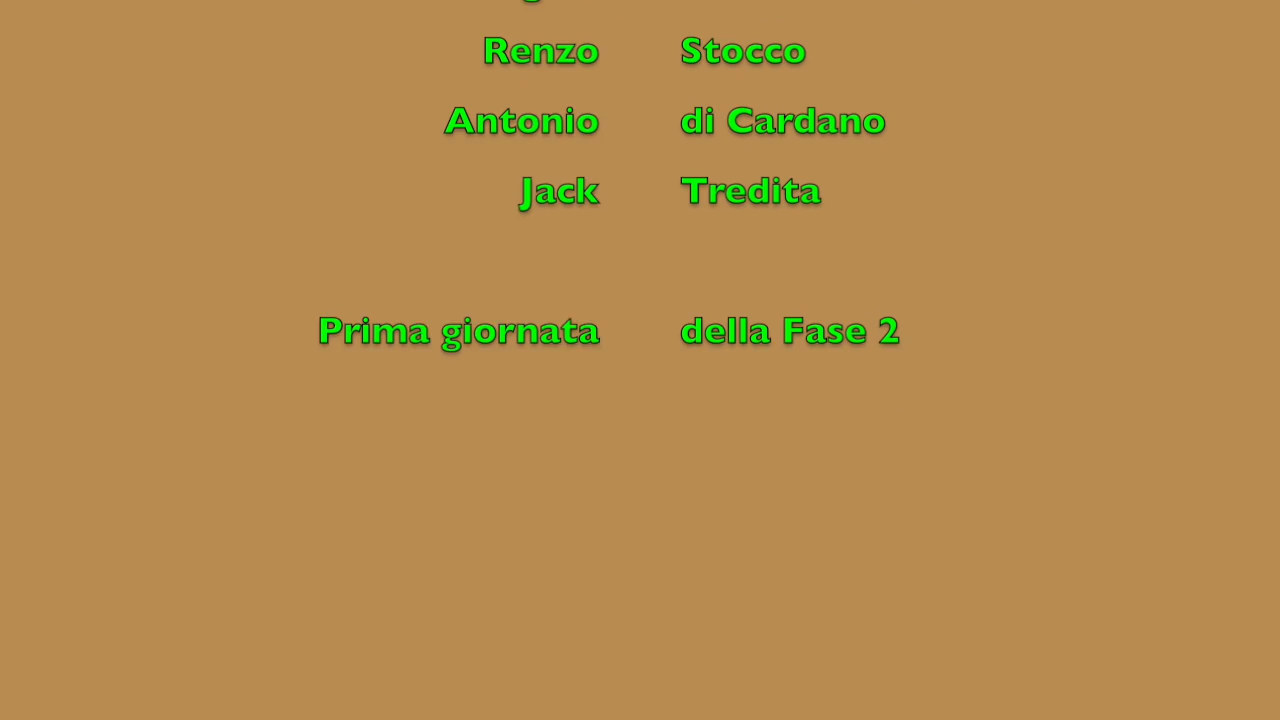 Renzo Stocco
Antonio di Cardano
Jack Tredita
Prima giornata della Fase 2